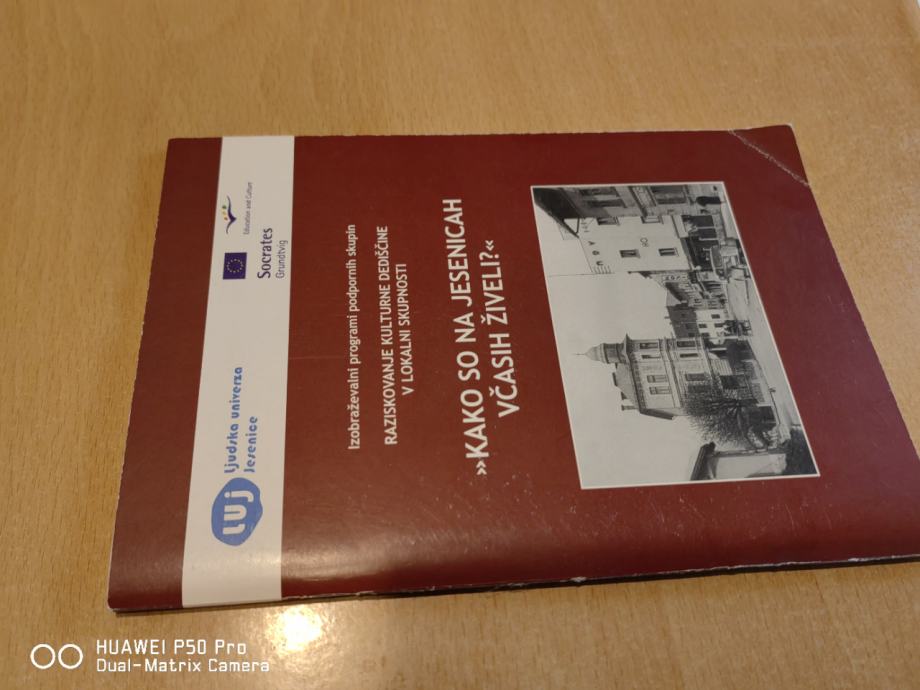 LUj
ljudska univerza
Jesenice
Education and Culture
Socrates
Grundtvig
Izobraževalni programi podpornih skupin
RAZISKOVANJE KULTURNE DEDIŠČINE
V LOKALNI SKUPNOSTI
»KAKO SO NA JESENICAH
VČASIH ŽIVELI?«
HUAWEI P50 Pro
Dual-Matrix Camera